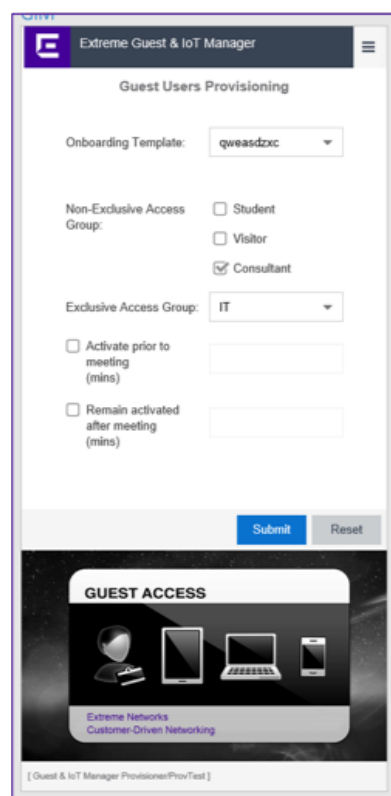 GIM
Extreme Guest & IoT Manager
Guest Users Provisioning
Onboarding Template: qweasdzxc
Non-Exclusive Access
Group:
Student
Visitor
Consultant
Exclusive Access Group: IT
Activate prior to
meeting
(mins)
Remain activated
after meeting
(mins)
Submit Reset
GUEST ACCESS
Extreme Networks
Customer-Driven Networking
[ Guest & IoT Manager Provisioner/ProvTest ]